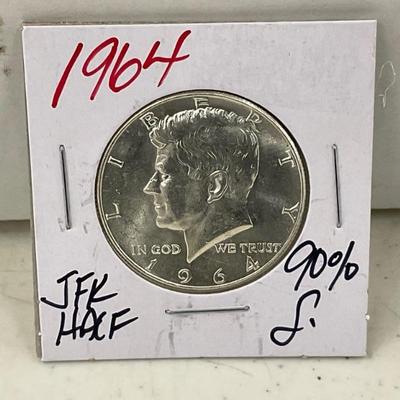 1964
LIBERTY
IN GOD WE TRUST
1964
JFK
HALF
90%
S.